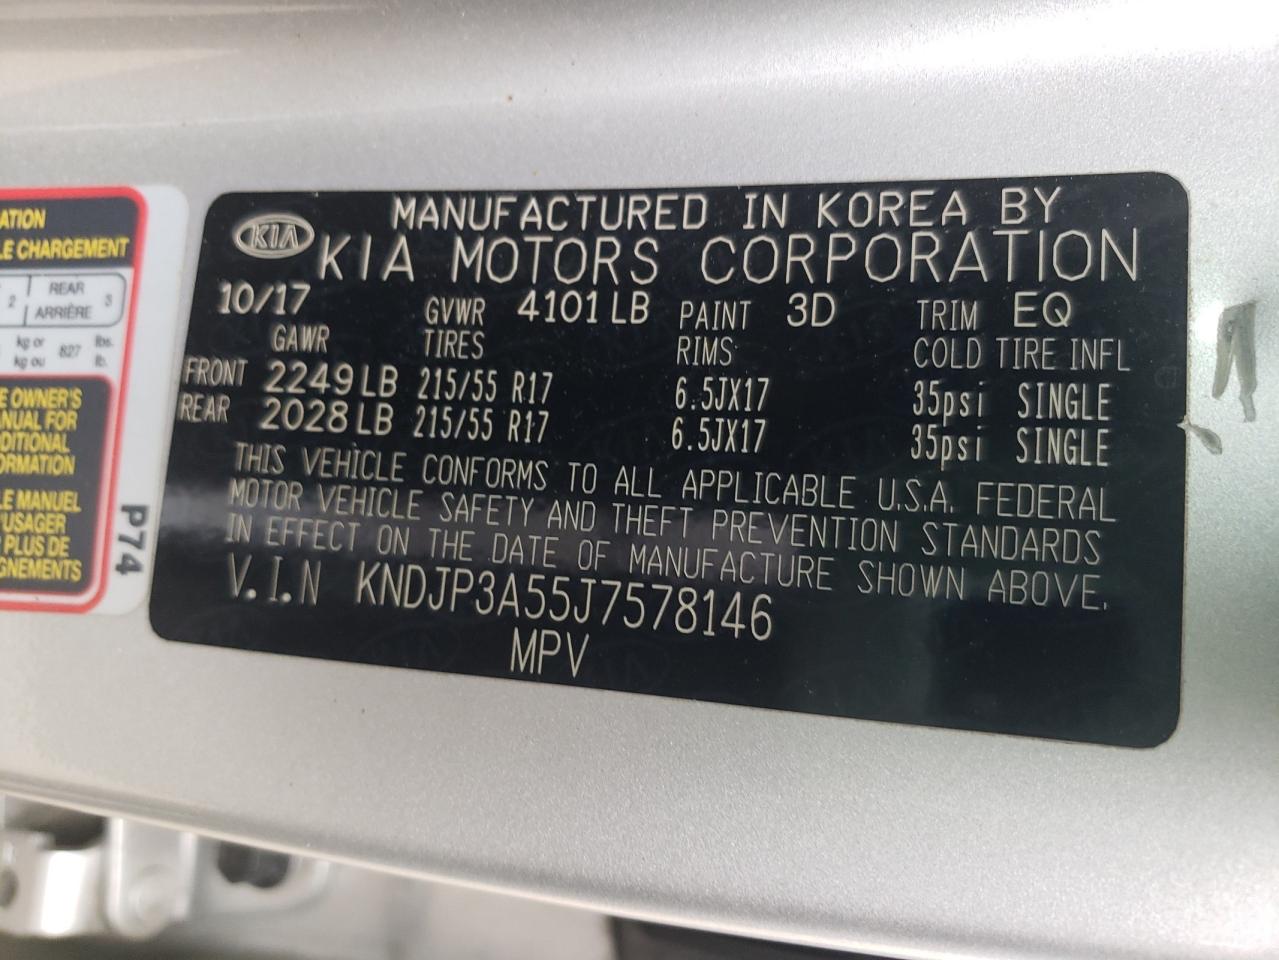 ATION
LE CHARGEMENT
2 REAR ARRIÈRE 3
kg or kg ou 827 lbs. lb.
E OWNER'S
ANUAL FOR
DDITIONAL
ORMATION
LE MANUEL
'USAGER
PLUS DE
GNEMENTS
P74
KIA MANUFACTURED IN KOREA BY
KIA MOTORS CORPORATION
10/17 GVWR 4101 LB PAINT 3D TRIM EQ
GAWR TIRES RIMS COLD TIRE INFL
FRONT 2249 LB 215/55 R17 6.5JX17 35psi SINGLE
REAR 2028 LB 215/55 R17 6.5JX17 35psi SINGLE
THIS VEHICLE CONFORMS TO ALL APPLICABLE U.S.A. FEDERAL
MOTOR VEHICLE SAFETY AND THEFT PREVENTION STANDARDS
IN EFFECT ON THE DATE OF MANUFACTURE SHOWN ABOVE.
V.I.N KNDJP3A55J7578146
MPV